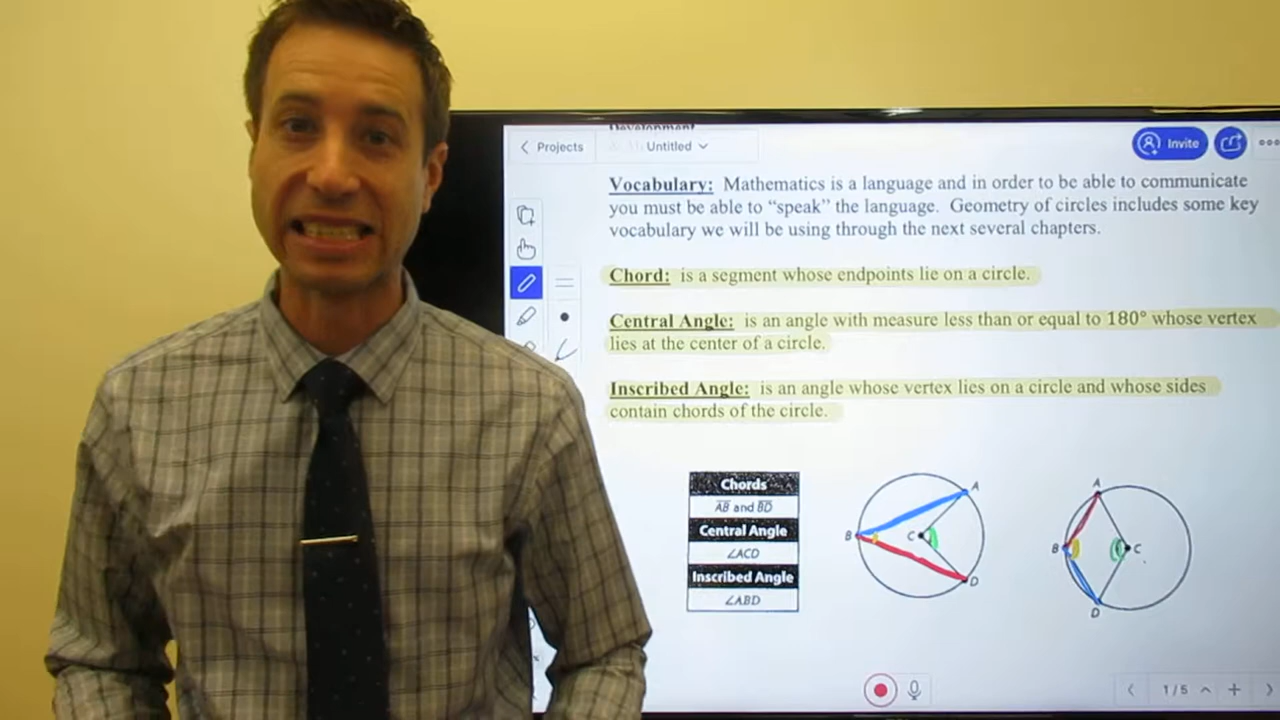 Development
Projects
Untitled
Invite
Vocabulary: Mathematics is a language and in order to be able to communicate
you must be able to “speak” the language. Geometry of circles includes some key
vocabulary we will be using through the next several chapters.
Chord: is a segment whose endpoints lie on a circle.
Central Angle: is an angle with measure less than or equal to 180° whose vertex
lies at the center of a circle.
Inscribed Angle: is an angle whose vertex lies on a circle and whose sides
contain chords of the circle.
Chords
AB and BD
Central Angle
∠ACD
Inscribed Angle
∠ABD
A
B
C
D
A
B
C
D
1/5